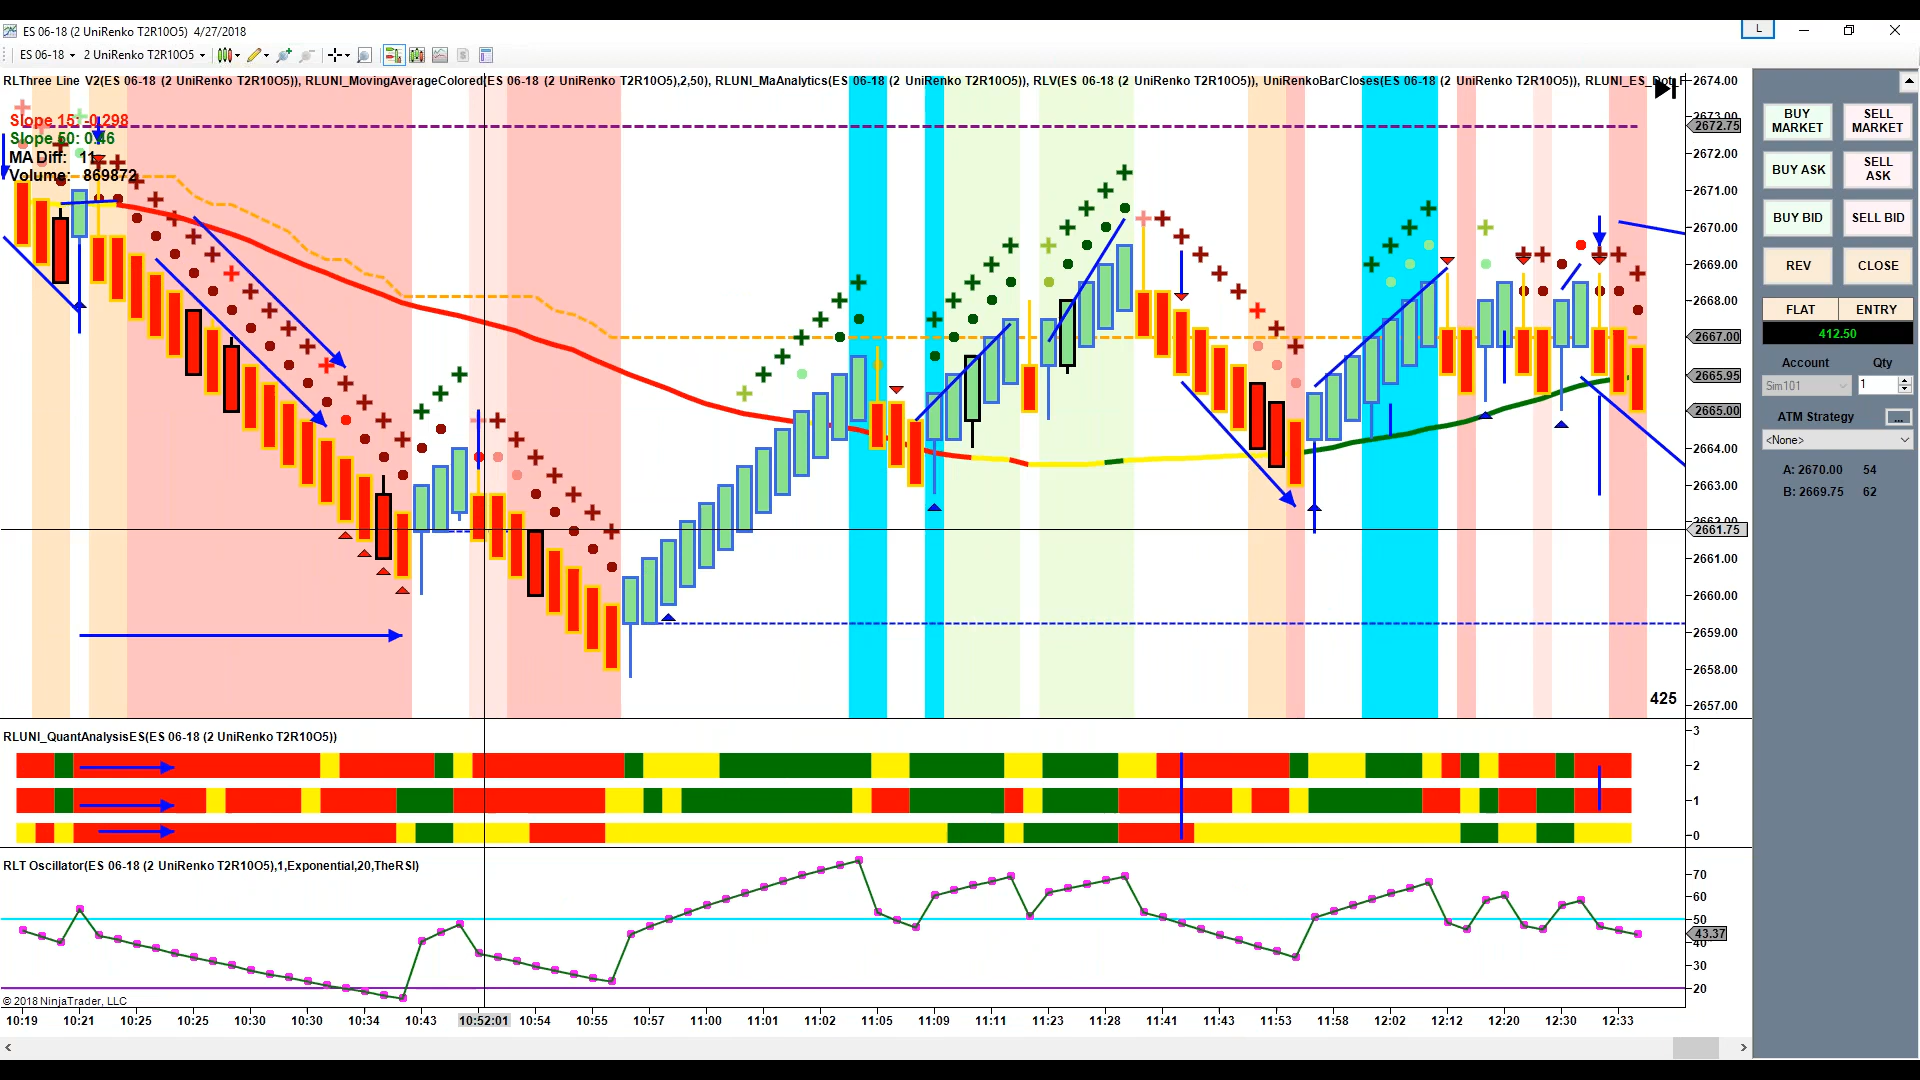 ES 06-18 (2 UniRenko T2R10O5) 4/27/2018
L
ES 06-18 2 UniRenko T2R10O5
RLThree Line V2(ES 06-18 (2 UniRenko T2R10O5)), RLUNI_MovingAverageColored(ES 06-18 (2 UniRenko T2R10O5),2,50), RLUNI_MaAnalytics(ES 06-18 (2 UniRenko T2R10O5)), RLV(ES 06-18 (2 UniRenko T2R10O5)), UniRenkoBarCloses(ES 06-18 (2 UniRenko T2R10O5)), RLUNI_ES_Dot_F
Slope 15: -0.298
Slope 50: 0.46
MA Diff: 11
Volume: 869872
2674.00
2673.00
2672.75
2672.00
2671.00
2670.00
2669.00
2668.00
2667.00
2665.95
2665.00
2664.00
2663.00
2662.00
2661.75
2661.00
2660.00
2659.00
2658.00
2657.00
425
BUY MARKET
SELL MARKET
BUY ASK
SELL ASK
BUY BID
SELL BID
REV
CLOSE
FLAT
ENTRY
412.50
Account Qty
Sim101 1
ATM Strategy ...
<None>
A: 2670.00 54
B: 2669.75 62
RLUNI_QuantAnalysisES(ES 06-18 (2 UniRenko T2R10O5))
3
2
1
0
RLT Oscillator(ES 06-18 (2 UniRenko T2R10O5),1,Exponential,20,TheRSI)
70
60
50
43.37
40
30
20
© 2018 NinjaTrader, LLC
10:19 10:21 10:25 10:25 10:30 10:30 10:34 10:43 10:52:01 10:54 10:55 10:57 11:00 11:01 11:02 11:05 11:09 11:11 11:23 11:28 11:41 11:43 11:53 11:58 12:02 12:12 12:20 12:30 12:33